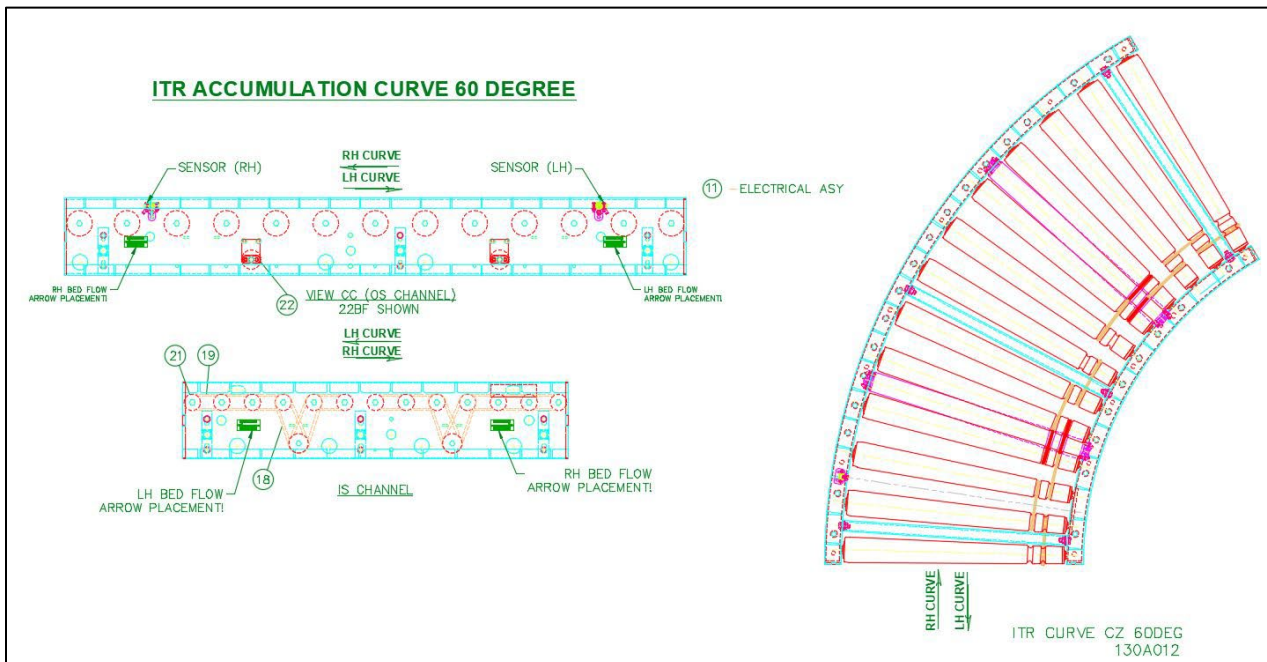 ITR ACCUMULATION CURVE 60 DEGREE
SENSOR (RH)
RH CURVE
LH CURVE
SENSOR (LH)
11
ELECTRICAL ASY
RH BED FLOW
ARROW PLACEMENT!
22
VIEW CC (OS CHANNEL)
22BF SHOWN
LH BED FLOW
ARROW PLACEMENT!
LH CURVE
RH CURVE
21
19
18
LH BED FLOW
ARROW PLACEMENT!
IS CHANNEL
RH BED FLOW
ARROW PLACEMENT!
RH CURVE
LH CURVE
ITR CURVE CZ 60DEG
130A012